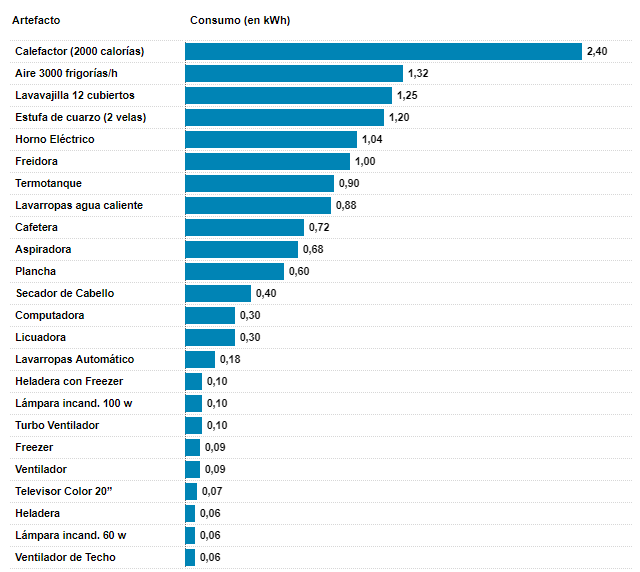 Artefacto Consumo (en kWh)
Calefactor (2000 calorías) 2,40
Aire 3000 frigorías/h 1,32
Lavavajilla 12 cubiertos 1,25
Estufa de cuarzo (2 velas) 1,20
Horno Eléctrico 1,04
Freidora 1,00
Termotanque 0,90
Lavarropas agua caliente 0,88
Cafetera 0,72
Aspiradora 0,68
Plancha 0,60
Secador de Cabello 0,40
Computadora 0,30
Licuadora 0,30
Lavarropas Automático 0,18
Heladera con Freezer 0,10
Lámpara incand. 100 w 0,10
Turbo Ventilador 0,10
Freezer 0,09
Ventilador 0,09
Televisor Color 20” 0,07
Heladera 0,06
Lámpara incand. 60 w 0,06
Ventilador de Techo 0,06